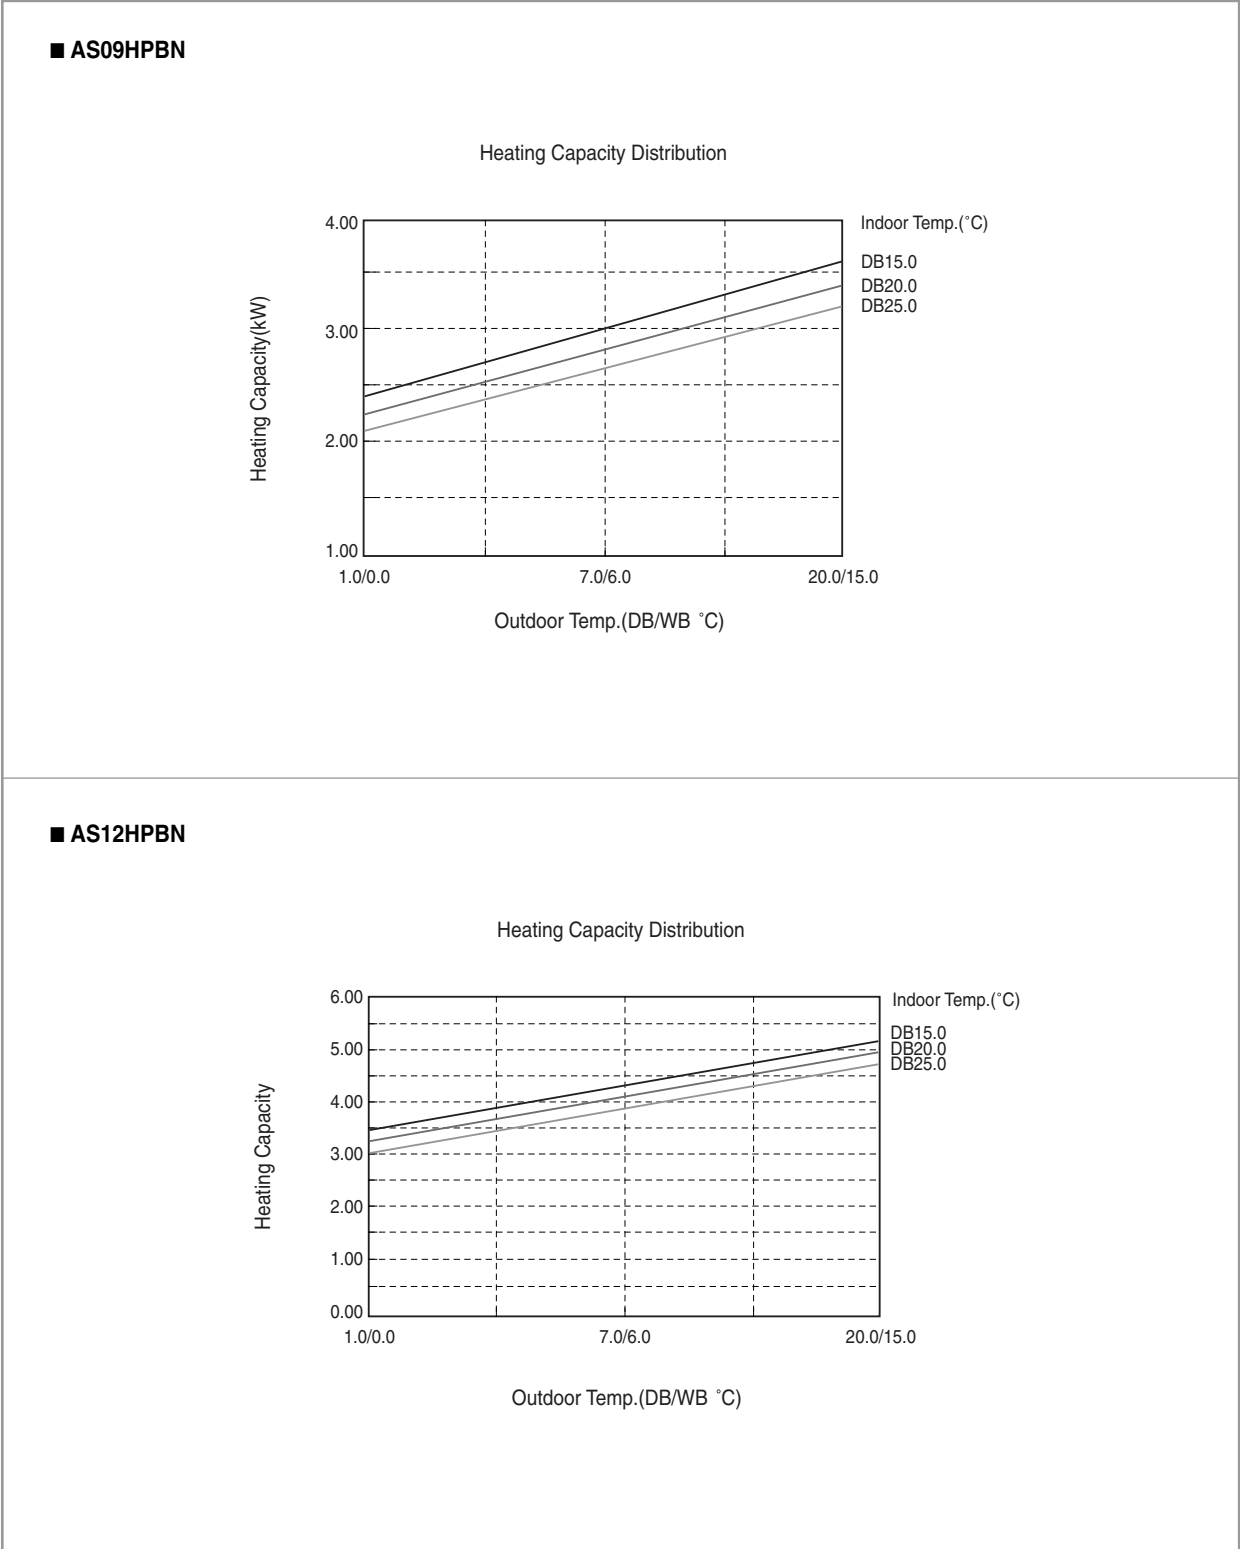 ■ AS09HPBN
Heating Capacity Distribution
4.00
3.00
2.00
1.00
Heating Capacity(kW)
Indoor Temp.(˚C)
DB15.0
DB20.0
DB25.0
1.0/0.0 7.0/6.0 20.0/15.0
Outdoor Temp.(DB/WB ˚C)
■ AS12HPBN
Heating Capacity Distribution
6.00
5.00
4.00
3.00
2.00
1.00
0.00
Heating Capacity
Indoor Temp.(˚C)
DB15.0
DB20.0
DB25.0
1.0/0.0 7.0/6.0 20.0/15.0
Outdoor Temp.(DB/WB ˚C)